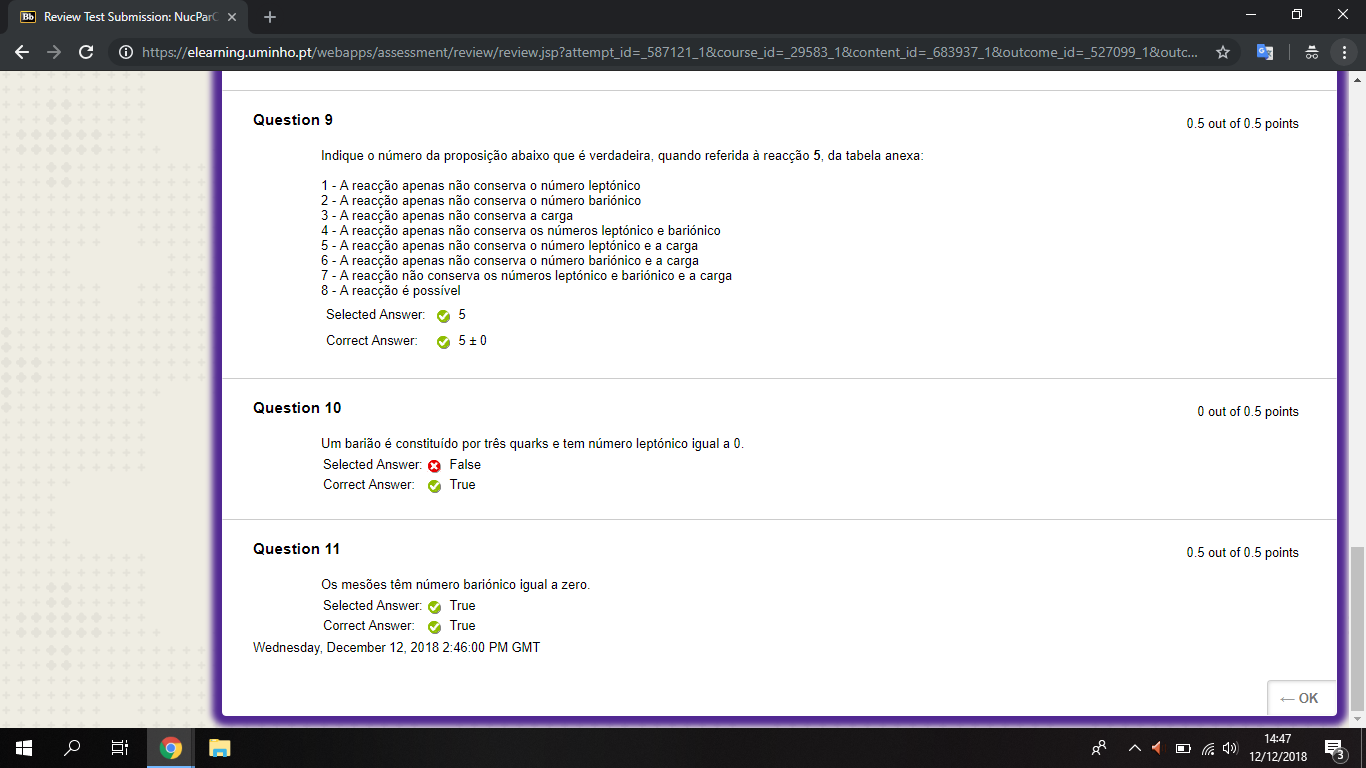 Bb Review Test Submission: NucParC
https://elearning.uminho.pt/webapps/assessment/review/review.jsp?attempt_id=_587121_1&course_id=_29583_1&content_id=_683937_1&outcome_id=_527099_1&outc...
Question 9
0.5 out of 0.5 points
Indique o número da proposição abaixo que é verdadeira, quando referida à reacção 5, da tabela anexa:
1 - A reacção apenas não conserva o número leptónico
2 - A reacção apenas não conserva o número bariónico
3 - A reacção apenas não conserva a carga
4 - A reacção apenas não conserva os números leptónico e bariónico
5 - A reacção apenas não conserva o número leptónico e a carga
6 - A reacção apenas não conserva o número bariónico e a carga
7 - A reacção não conserva os números leptónico e bariónico e a carga
8 - A reacção é possível
Selected Answer: 5
Correct Answer: 5 ± 0
Question 10
0 out of 0.5 points
Um barião é constituído por três quarks e tem número leptónico igual a 0.
Selected Answer: False
Correct Answer: True
Question 11
0.5 out of 0.5 points
Os mesões têm número bariónico igual a zero.
Selected Answer: True
Correct Answer: True
Wednesday, December 12, 2018 2:46:00 PM GMT
← OK
14:47
12/12/2018
3